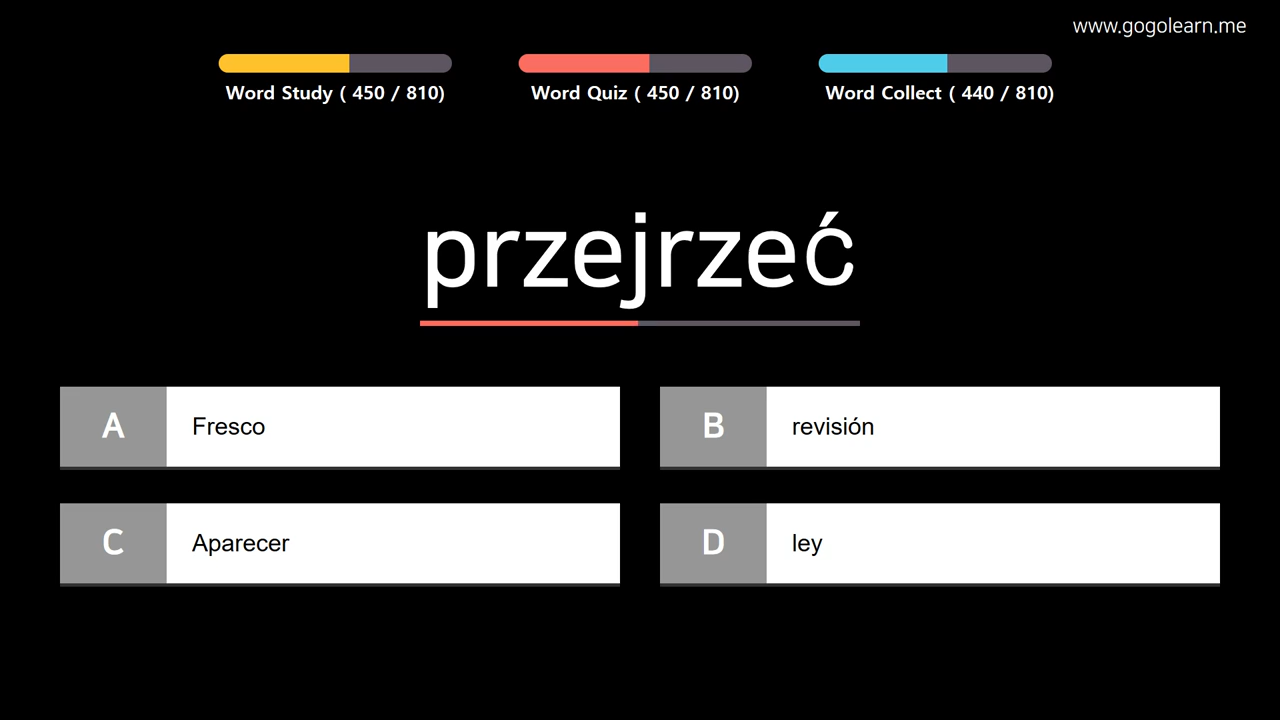 www.gogolearn.me
Word Study ( 450 / 810)
Word Quiz ( 450 / 810)
Word Collect ( 440 / 810)
przejrzeć
A Fresco
B revisión
C Aparecer
D ley